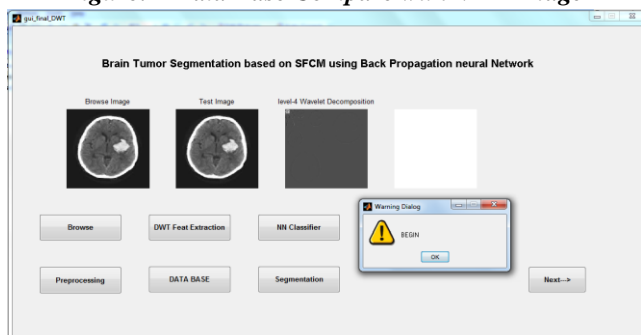 gui_final_DWT
Brain Tumor Segmentation based on SFCM using Back Propagation neural Network
Browse Image
Test Image
level-4 Wavelet Decomposition
Browse
DWT Feat Extraction
NN Classifier
Warning Dialog
BEGIN
OK
Preprocessing
DATA BASE
Segmentation
Next--->